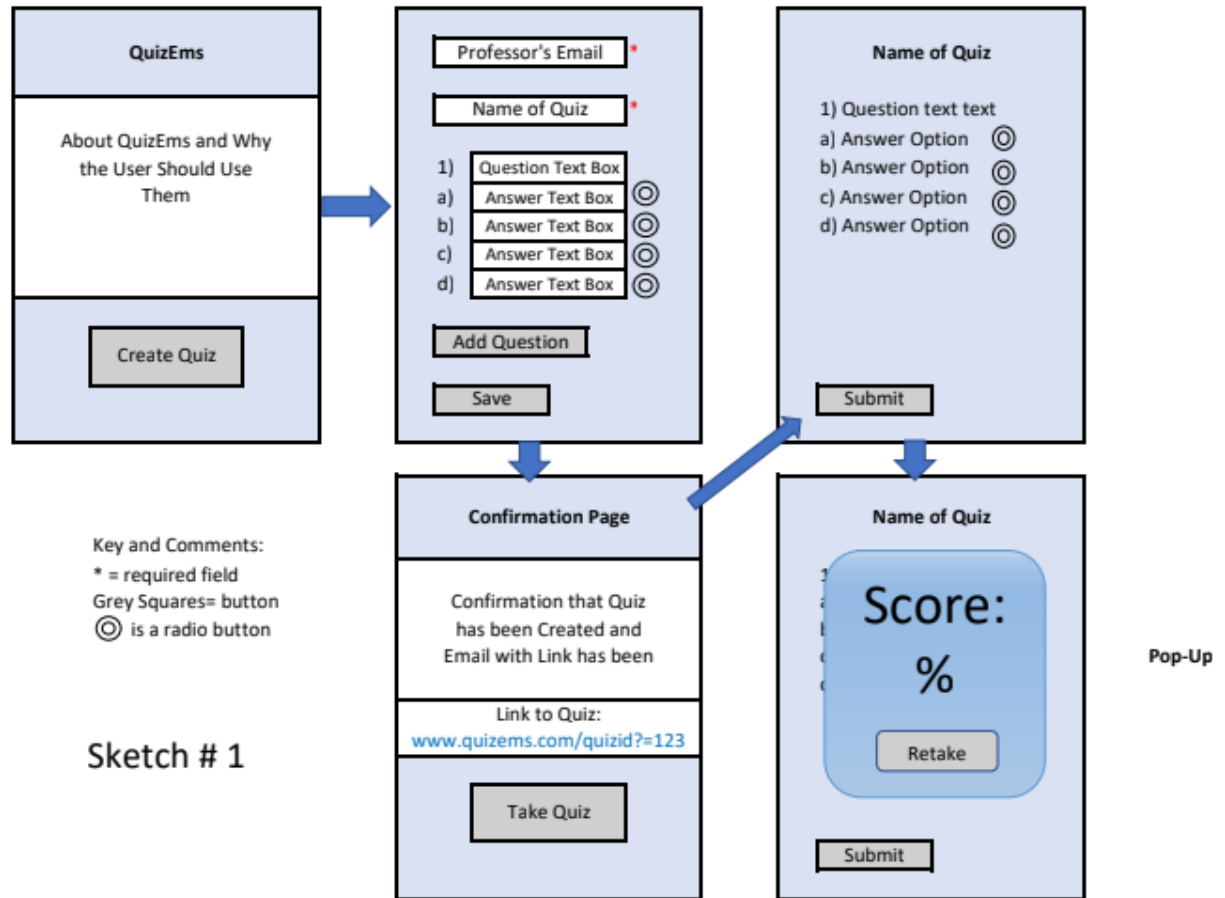 QuizEms
About QuizEms and Why
the User Should Use
Them
Create Quiz
Professor's Email *
Name of Quiz *
1) Question Text Box
a) Answer Text Box
b) Answer Text Box
c) Answer Text Box
d) Answer Text Box
Add Question
Save
Name of Quiz
1) Question text text
a) Answer Option
b) Answer Option
c) Answer Option
d) Answer Option
Submit
Key and Comments:
* = required field
Grey Squares= button
is a radio button
Sketch # 1
Confirmation Page
Confirmation that Quiz
has been Created and
Email with Link has been
Link to Quiz:
www.quizems.com/quizid?=123
Take Quiz
Name of Quiz
Score:
%
Retake
Submit
Pop-Up